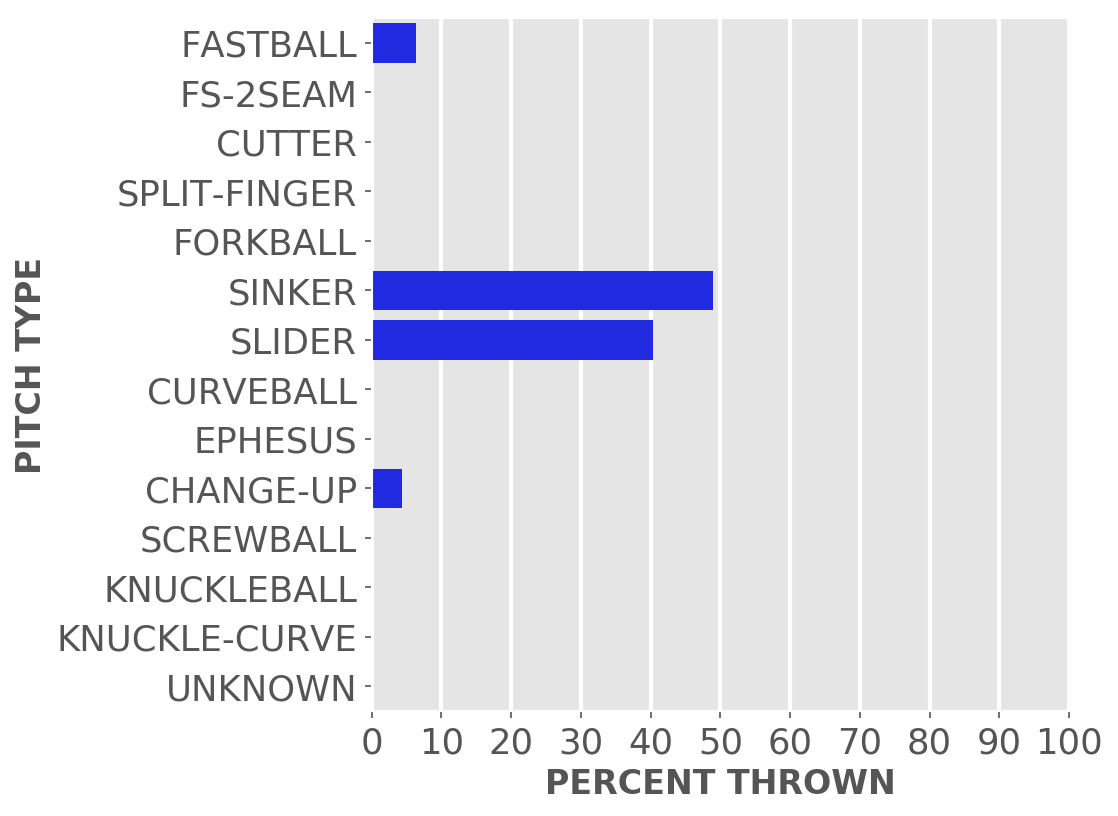 FASTBALL
FS-2SEAM
CUTTER
SPLIT-FINGER
FORKBALL
SINKER
SLIDER
CURVEBALL
EPHESUS
CHANGE-UP
SCREWBALL
KNUCKLEBALL
KNUCKLE-CURVE
UNKNOWN
PITCH TYPE
0 10 20 30 40 50 60 70 80 90 100
PERCENT THROWN